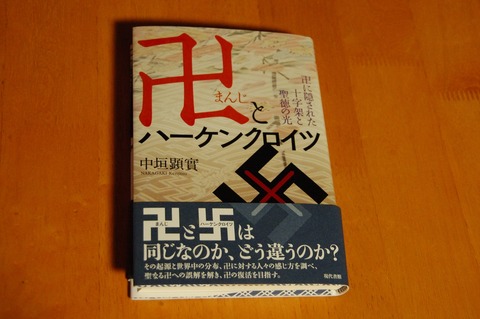 卍と
まんじ
ハーケンクロイツ
卍に隠された
十字架と
聖徳の光
中垣顕實
NAKAGAKI Kenjitsu
卍と卐は
まんじ ハーケンクロイツ
同じなのか、どう違うのか?
その起源と世界中の分布、卍に対する人々の感じ方を調べ、
聖なる卍への誤解を解き、卍の復活を目指す。
現代書館